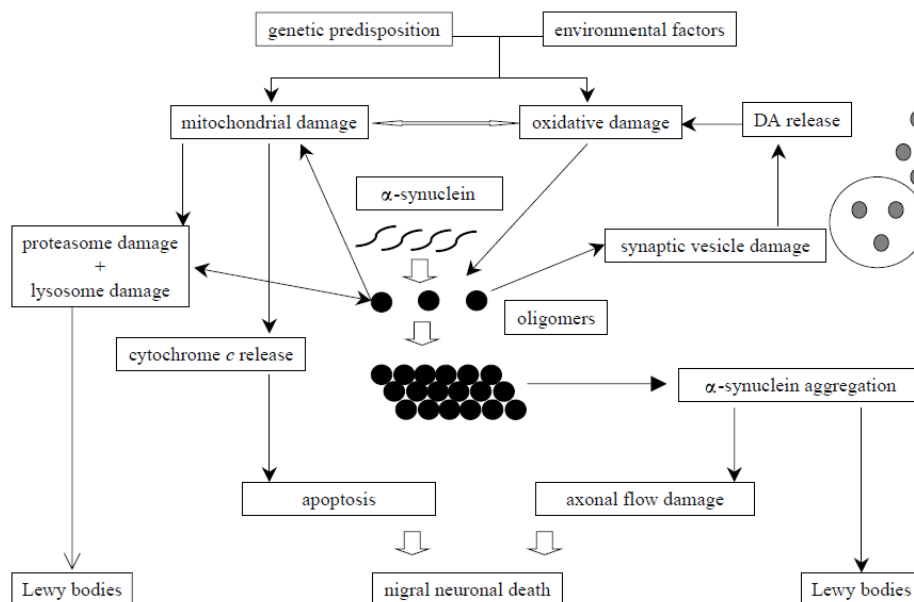 genetic predisposition
environmental factors
mitochondrial damage
oxidative damage
DA release
α-synuclein
proteasome damage
+
lysosome damage
synaptic vesicle damage
oligomers
cytochrome c release
α-synuclein aggregation
apoptosis
axonal flow damage
Lewy bodies
nigral neuronal death
Lewy bodies